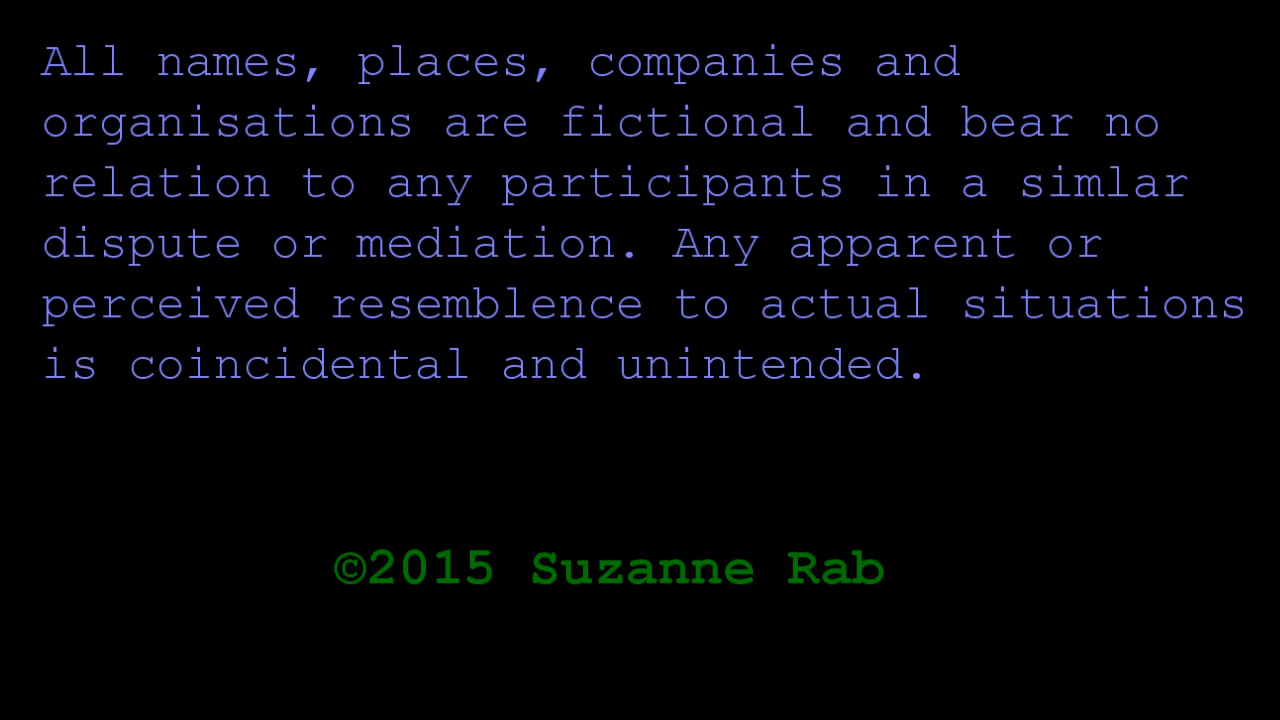 All names, places, companies and
organisations are fictional and bear no
relation to any participants in a simlar
dispute or mediation. Any apparent or
perceived resemblence to actual situations
is coincidental and unintended.
©2015 Suzanne Rab